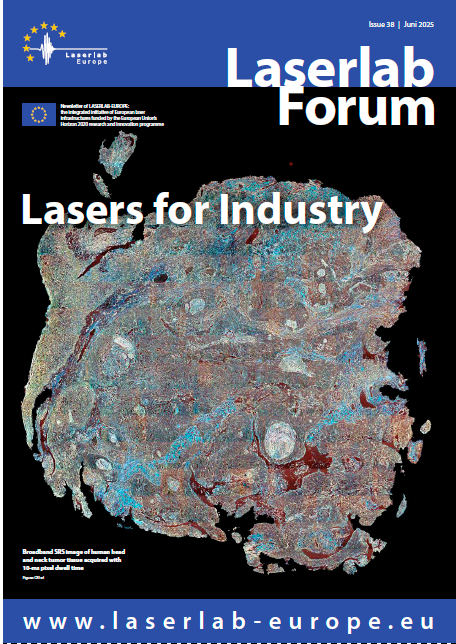 Issue 38 | Juni 2025
Laserlab
Europe
Laserlab
Forum
Newsletter of LASERLAB-EUROPE:
the integrated initiative of European laser
infrastructures funded by the European Union's
Horizon 2020 research and innovation programme
Lasers for Industry
Broadband SRS image of human head
and neck tumor tissue acquired with
10-ms pixel dwell time
www.laserlab-europe.eu